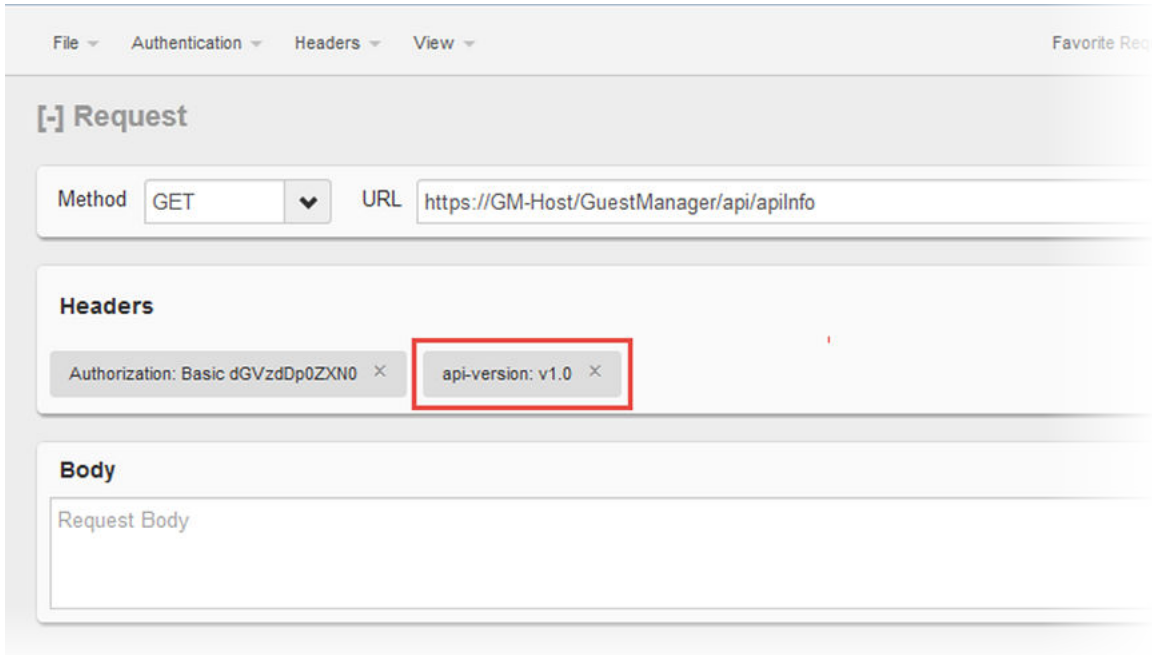 File Authentication Headers View Favorite Req
[-] Request
Method GET URL https://GM-Host/GuestManager/api/apiInfo
Headers
Authorization: Basic dGVzdDp0ZXN0 × api-version: v1.0 ×
Body
Request Body